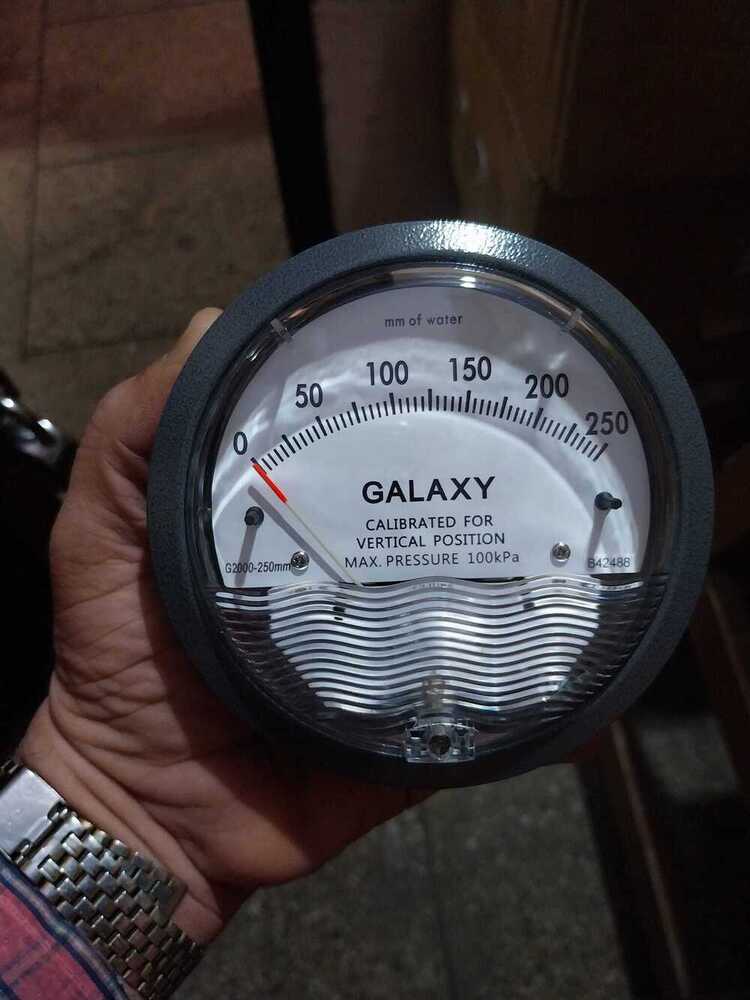 mm of water
0 50 100 150 200 250
GALAXY
CALIBRATED FOR
VERTICAL POSITION
MAX. PRESSURE 100kPa
G2000-250mm
B42488